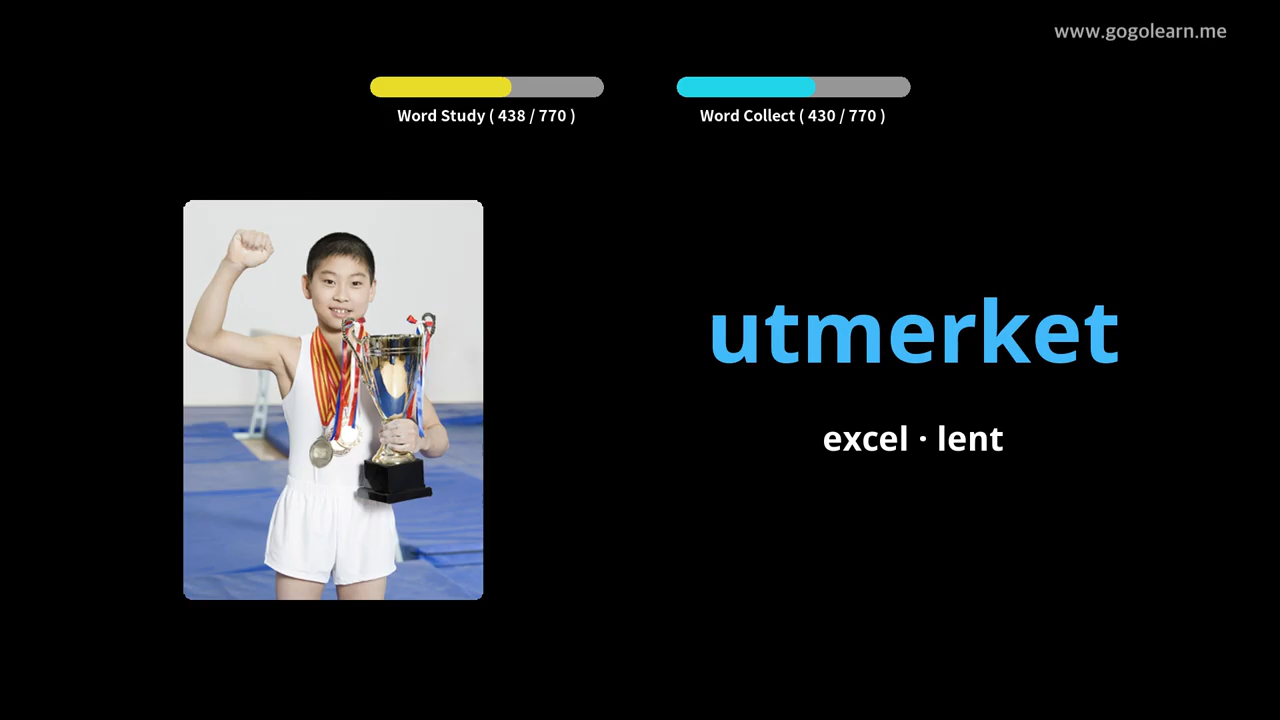 www.gogolearn.me
Word Study ( 438 / 770 )
Word Collect ( 430 / 770 )
utmerket
excel · lent